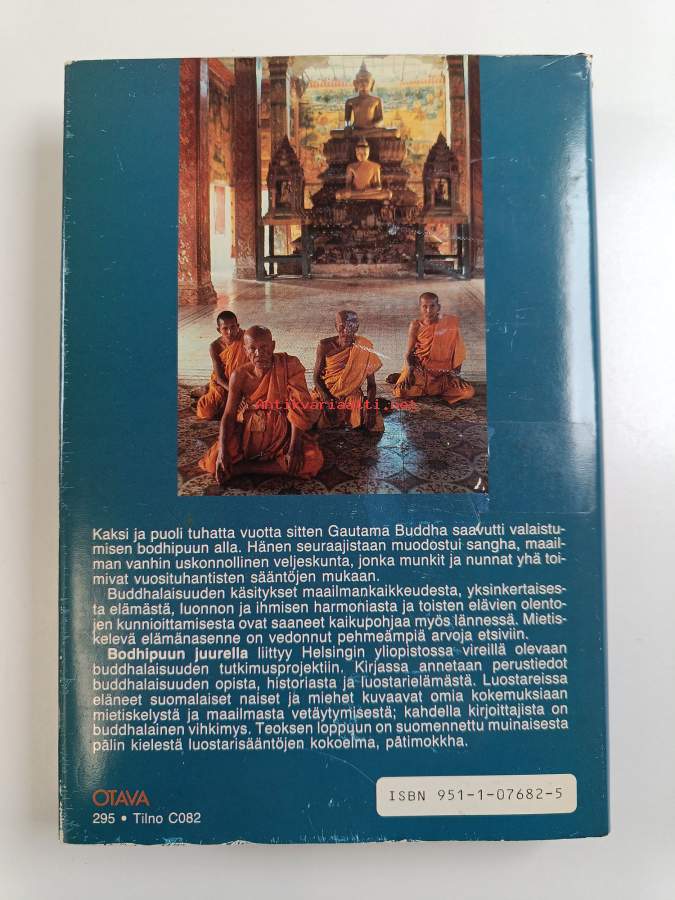 Antikvariaatti.net
Kaksi ja puoli tuhatta vuotta sitten Gautama Buddha saavutti valaistu-
misen bodhipuun alla. Hänen seuraajistaan muodostui sangha, maail-
man vanhin uskonnollinen veljeskunta, jonka munkit ja nunnat yhä toi-
mivat vuosituhantisten sääntöjen mukaan.
Buddhalaisuuden käsitykset maailmankaikkeudesta, yksinkertaises-
ta elämästä, luonnon ja ihmisen harmoniasta ja toisten elävien olento-
jen kunnioittamisesta ovat saaneet kaikupohjaa myös lännessä. Mietis-
kelevä elämänasenne on vedonnut pehmeämpiä arvoja etsiviin.
Bodhipuun juurella liittyy Helsingin yliopistossa vireillä olevaan
buddhalaisuuden tutkimusprojektiin. Kirjassa annetaan perustiedot
buddhalaisuuden opista, historiasta ja luostarielämästä. Luostareissa
eläneet suomalaiset naiset ja miehet kuvaavat omia kokemuksiaan
mietiskelystä ja maailmasta vetäytymisestä; kahdella kirjoittajista on
buddhalainen vihkimys. Teoksen loppuun on suomennettu muinaisesta
pālin kielestä luostarisääntöjen kokoelma, pātimokkha.
OTAVA
295 • Tilno C082
ISBN 951-1-07682-5